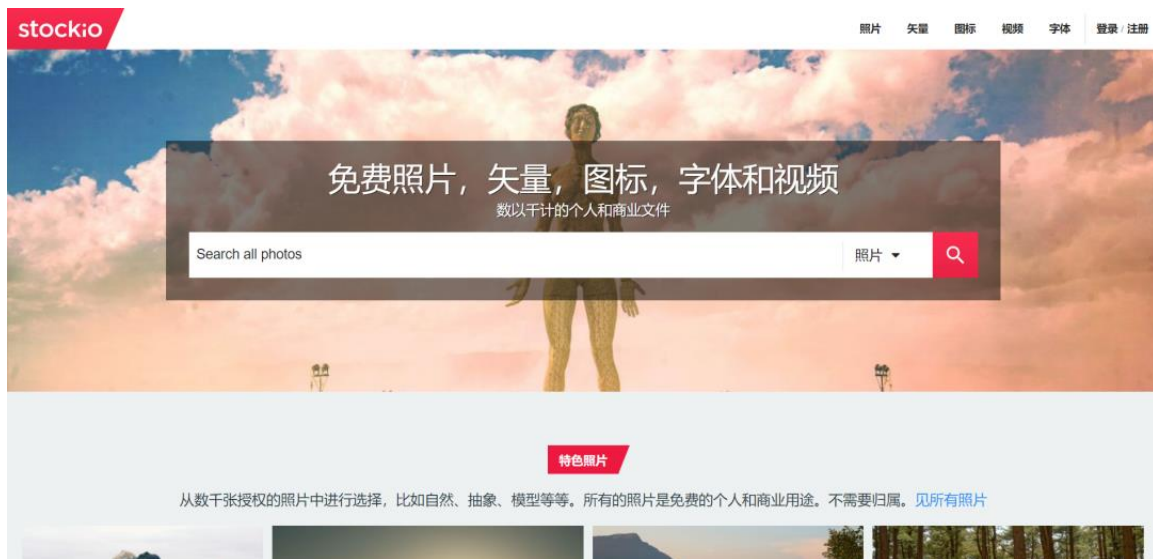 stockio
照片 矢量 图标 视频 字体 登录 / 注册
免费照片，矢量，图标，字体和视频
数以千计的个人和商业文件
Search all photos 照片
特色照片
从数千张授权的照片中进行选择，比如自然、抽象、模型等等。所有的照片是免费的个人和商业用途。不需要归属。见所有照片